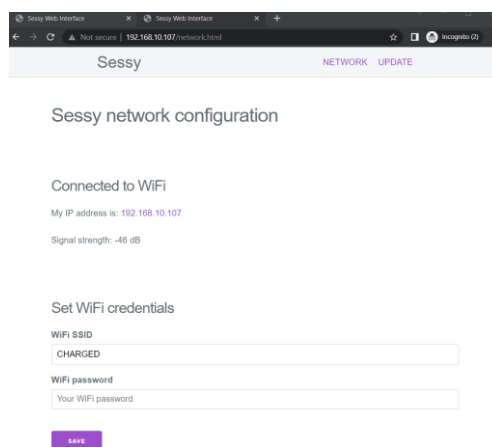 Sessy Web Interface
Sessy Web Interface
Not secure | 192.168.10.107/network.html
Incognito (2)
Sessy
NETWORK UPDATE
Sessy network configuration
Connected to WiFi
My IP address is: 192.168.10.107
Signal strength: -46 dB
Set WiFi credentials
WiFi SSID
CHARGED
WiFi password
Your WiFi password
SAVE